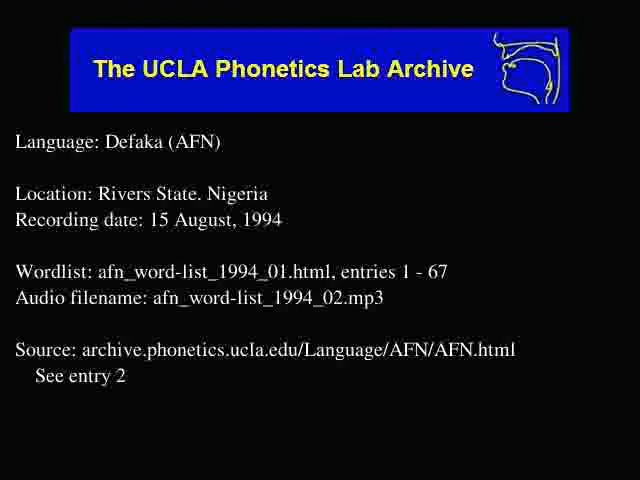 The UCLA Phonetics Lab Archive
Language: Defaka (AFN)
Location: Rivers State. Nigeria
Recording date: 15 August, 1994
Wordlist: afn_word-list_1994_01.html, entries 1 - 67
Audio filename: afn_word-list_1994_02.mp3
Source: archive.phonetics.ucla.edu/Language/AFN/AFN.html
See entry 2